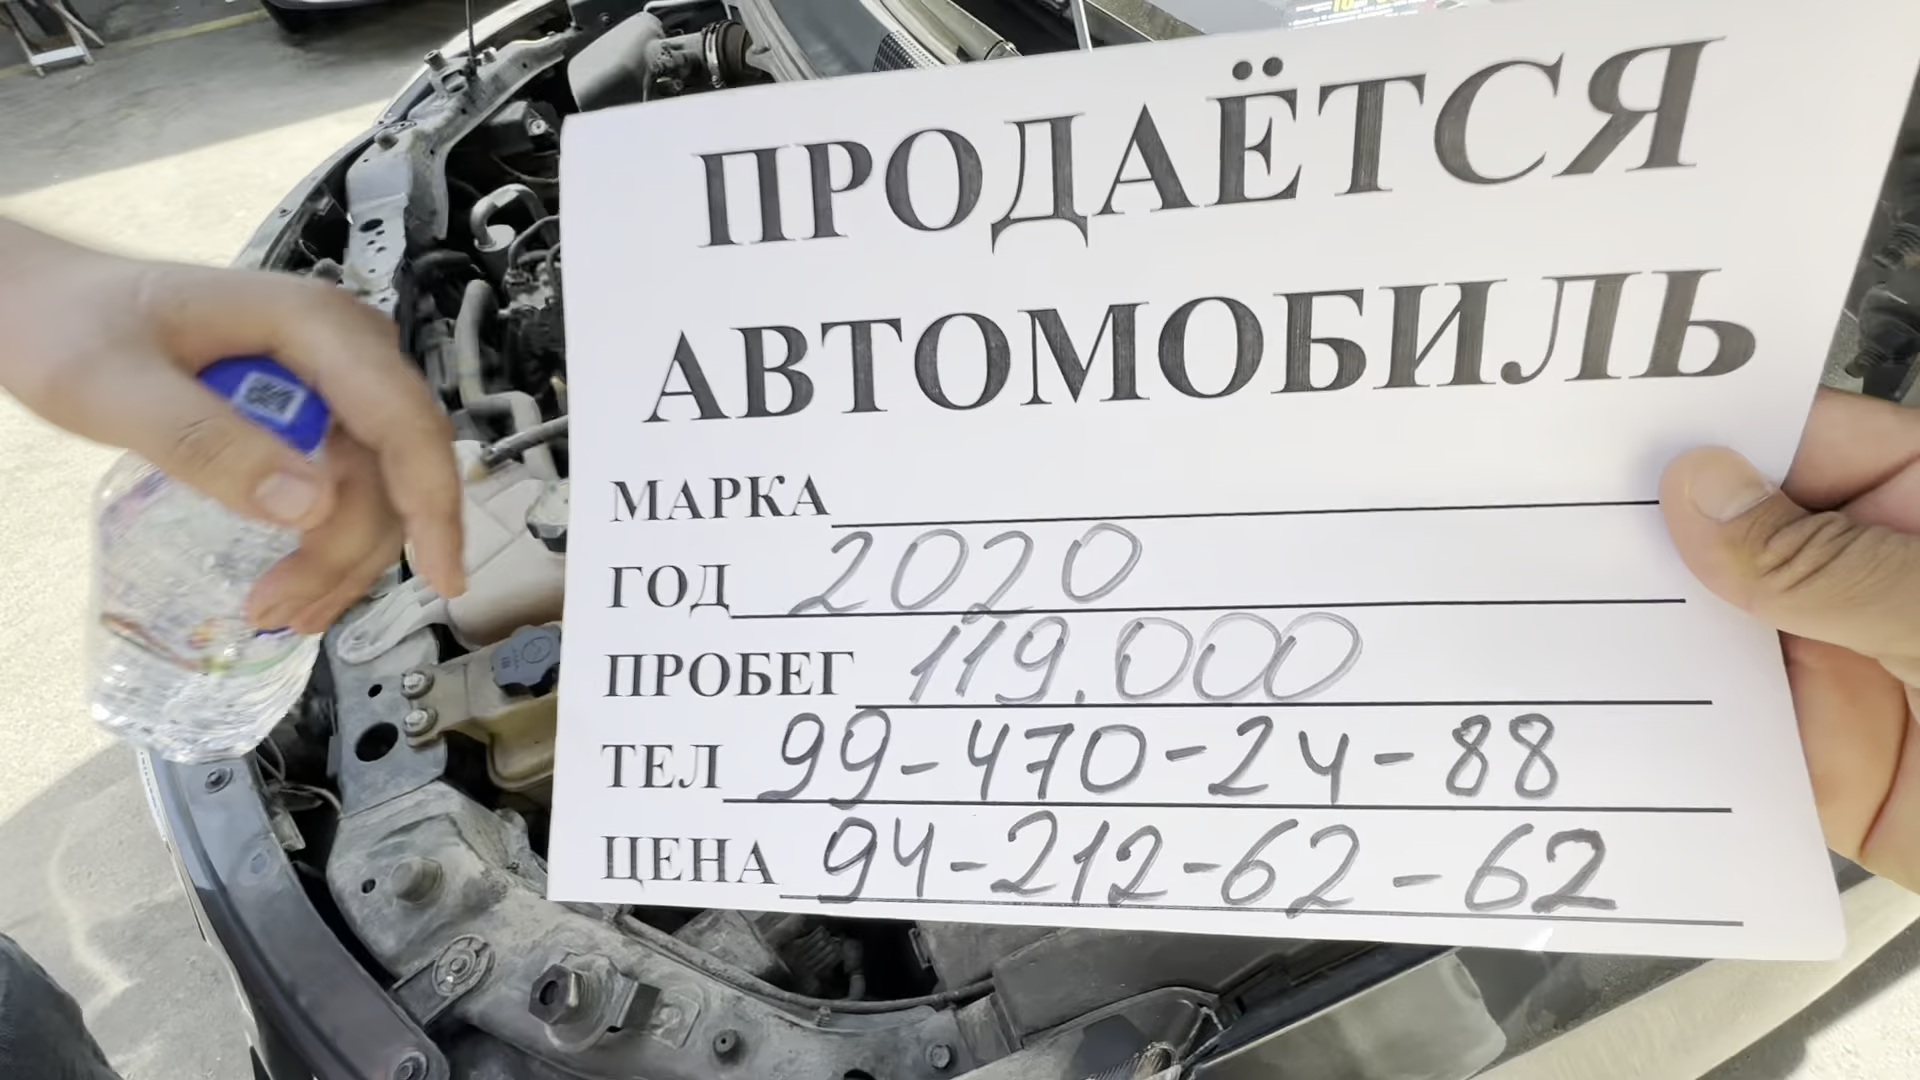 ПРОДАЁТСЯ
АВТОМОБИЛЬ
МАРКА
ГОД 2020
ПРОБЕГ 119.000
ТЕЛ 99-470-24-88
ЦЕНА 94-212-62-62